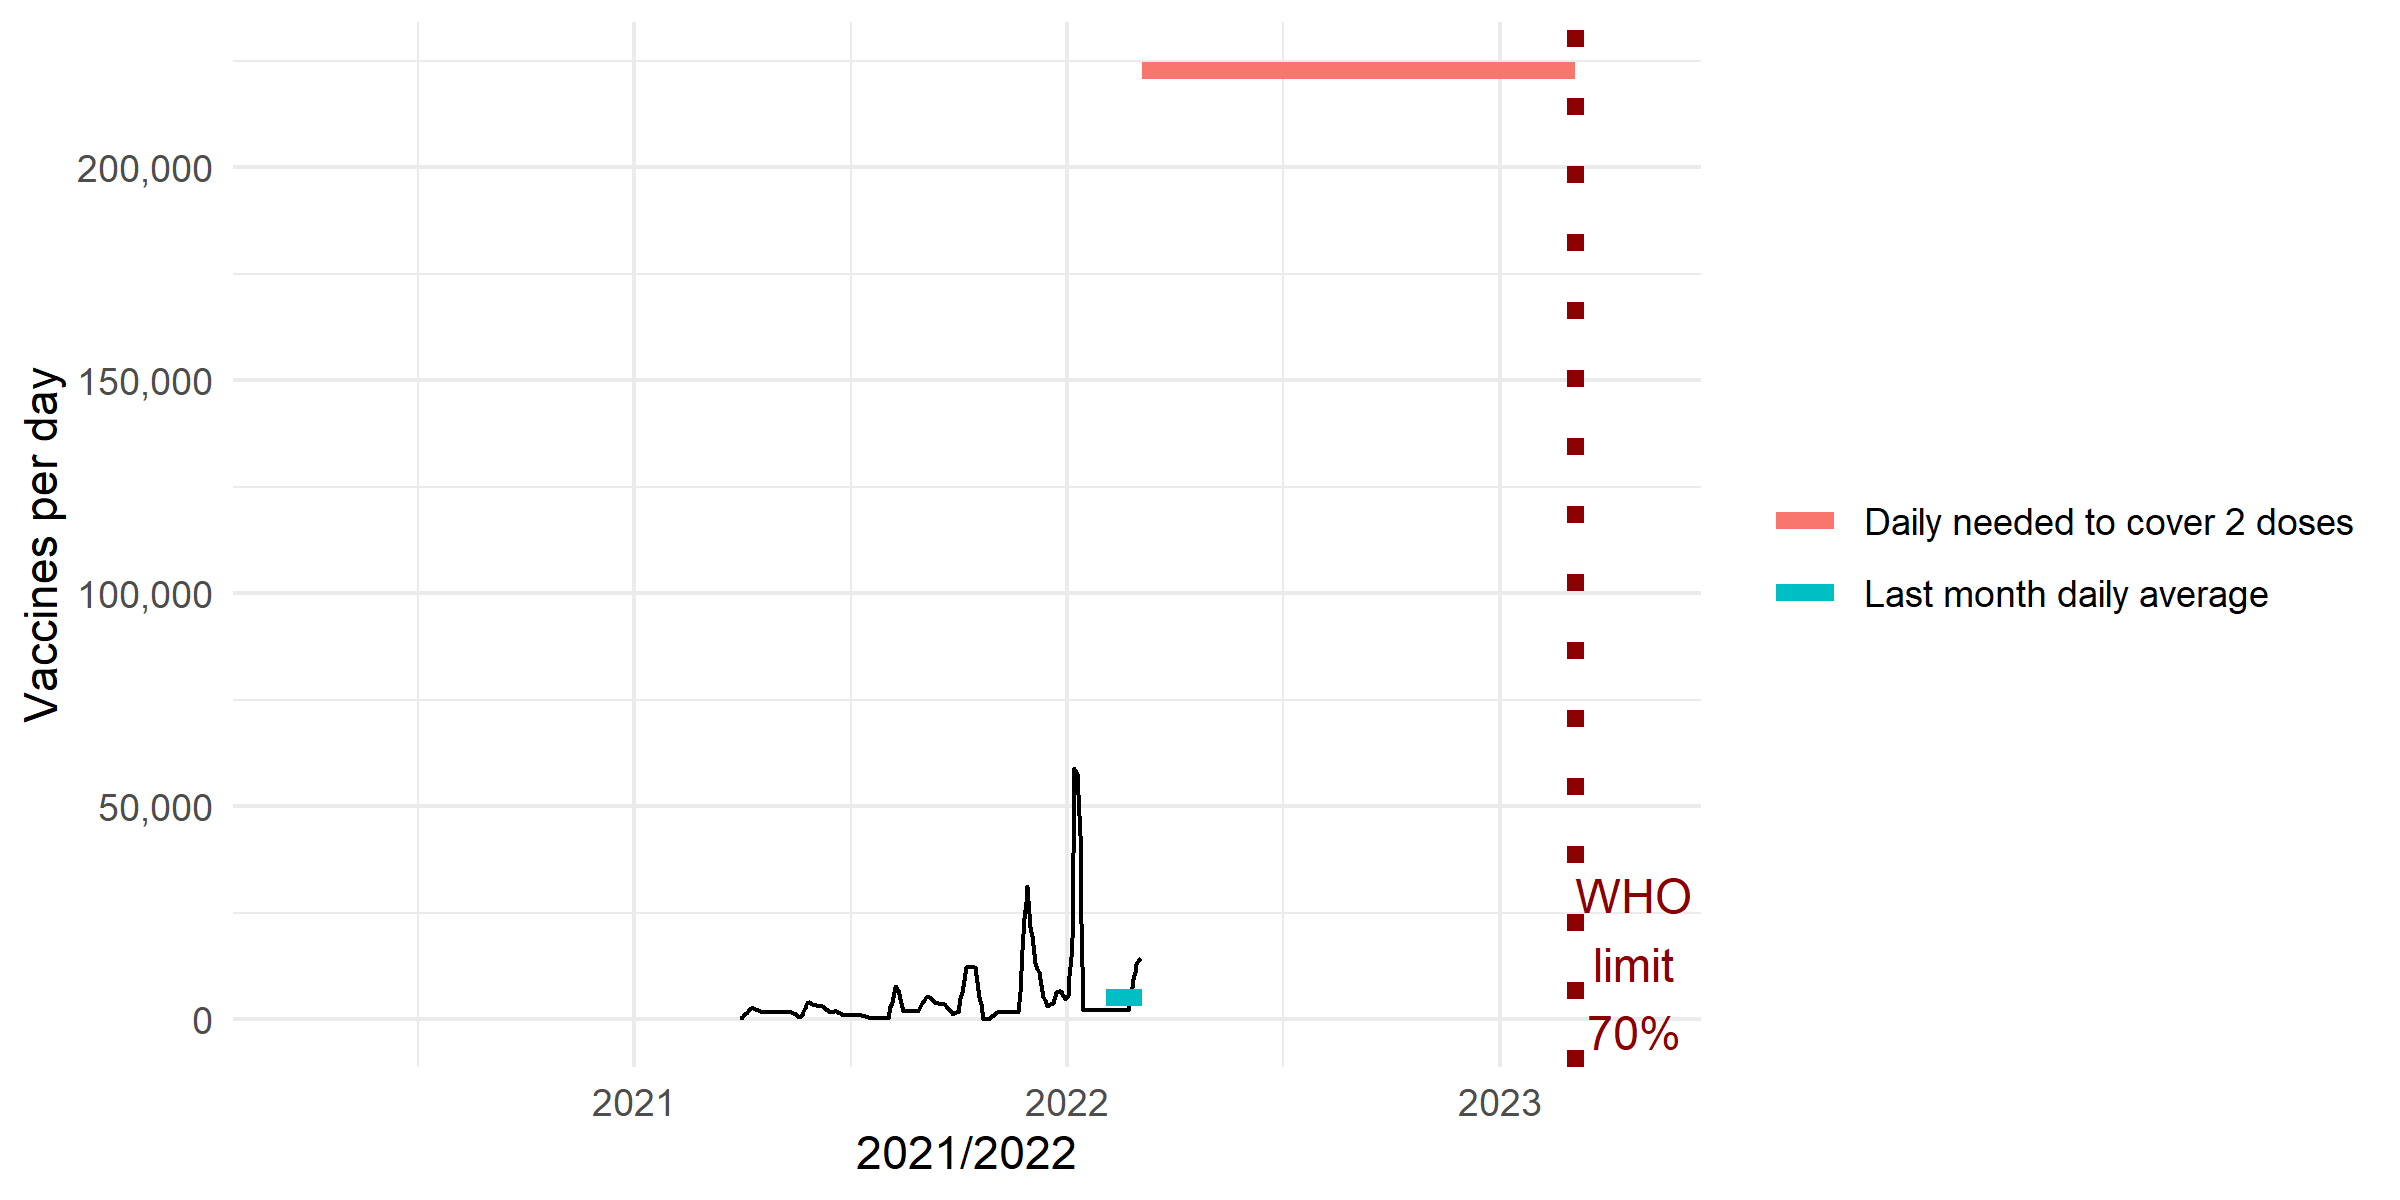 Vaccines per day
200,000
150,000
100,000
50,000
0
2021
2022
2023
2021/2022
WHO
limit
70%
Daily needed to cover 2 doses
Last month daily average